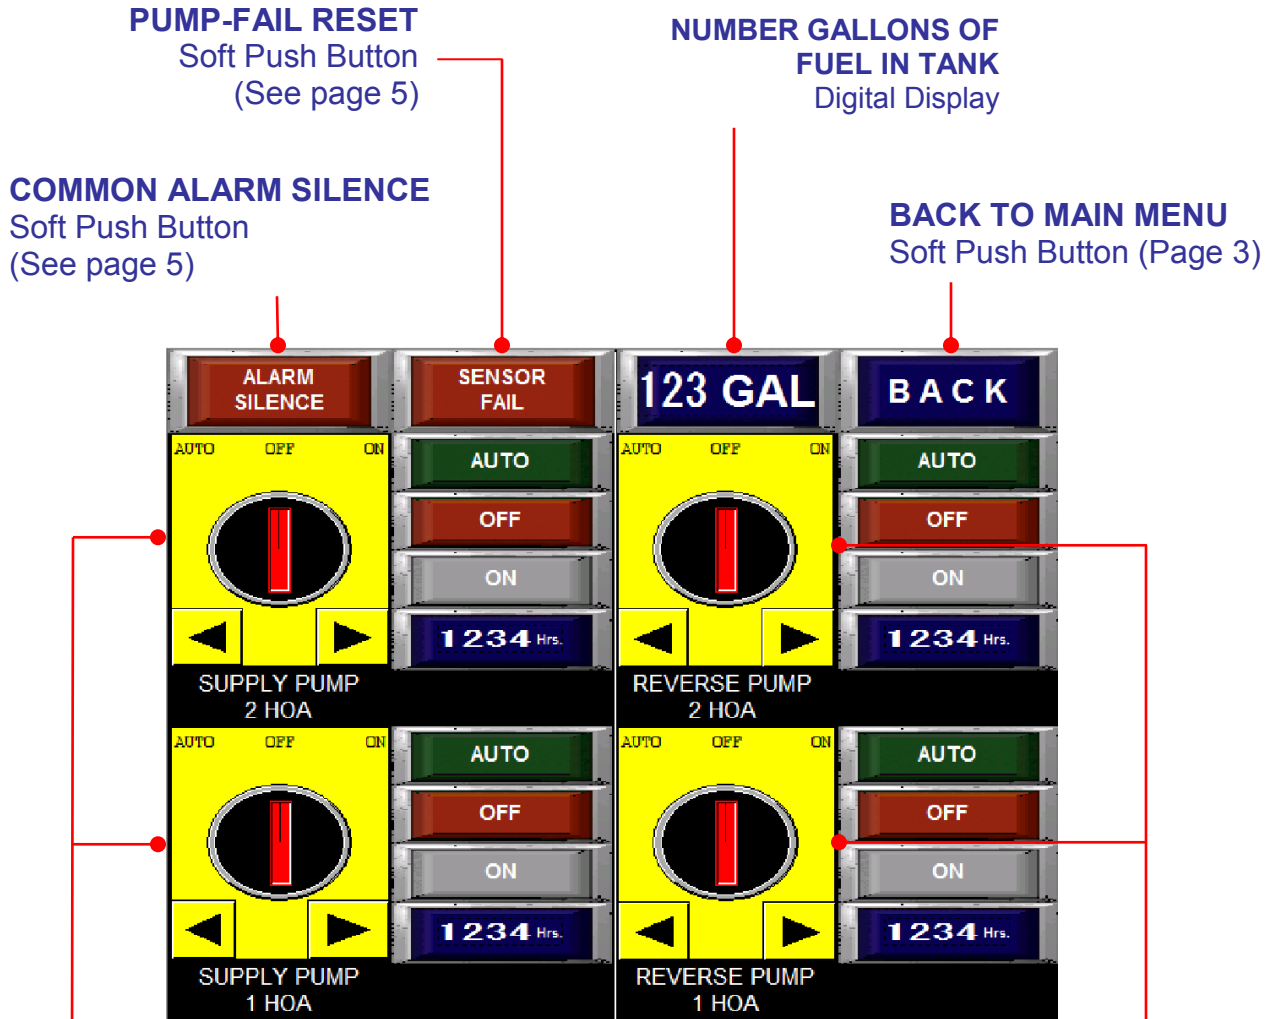 PUMP-FAIL RESET
Soft Push Button
(See page 5)
NUMBER GALLONS OF
FUEL IN TANK
Digital Display
COMMON ALARM SILENCE
Soft Push Button
(See page 5)
BACK TO MAIN MENU
Soft Push Button (Page 3)
ALARM
SILENCE
SENSOR
FAIL
123 GAL
BACK
AUTO OFF ON
AUTO
OFF
ON
1234 Hrs.
SUPPLY PUMP
2 HOA
AUTO OFF ON
AUTO
OFF
ON
1234 Hrs.
REVERSE PUMP
2 HOA
AUTO OFF ON
AUTO
OFF
ON
1234 Hrs.
SUPPLY PUMP
1 HOA
AUTO OFF ON
AUTO
OFF
ON
1234 Hrs.
REVERSE PUMP
1 HOA